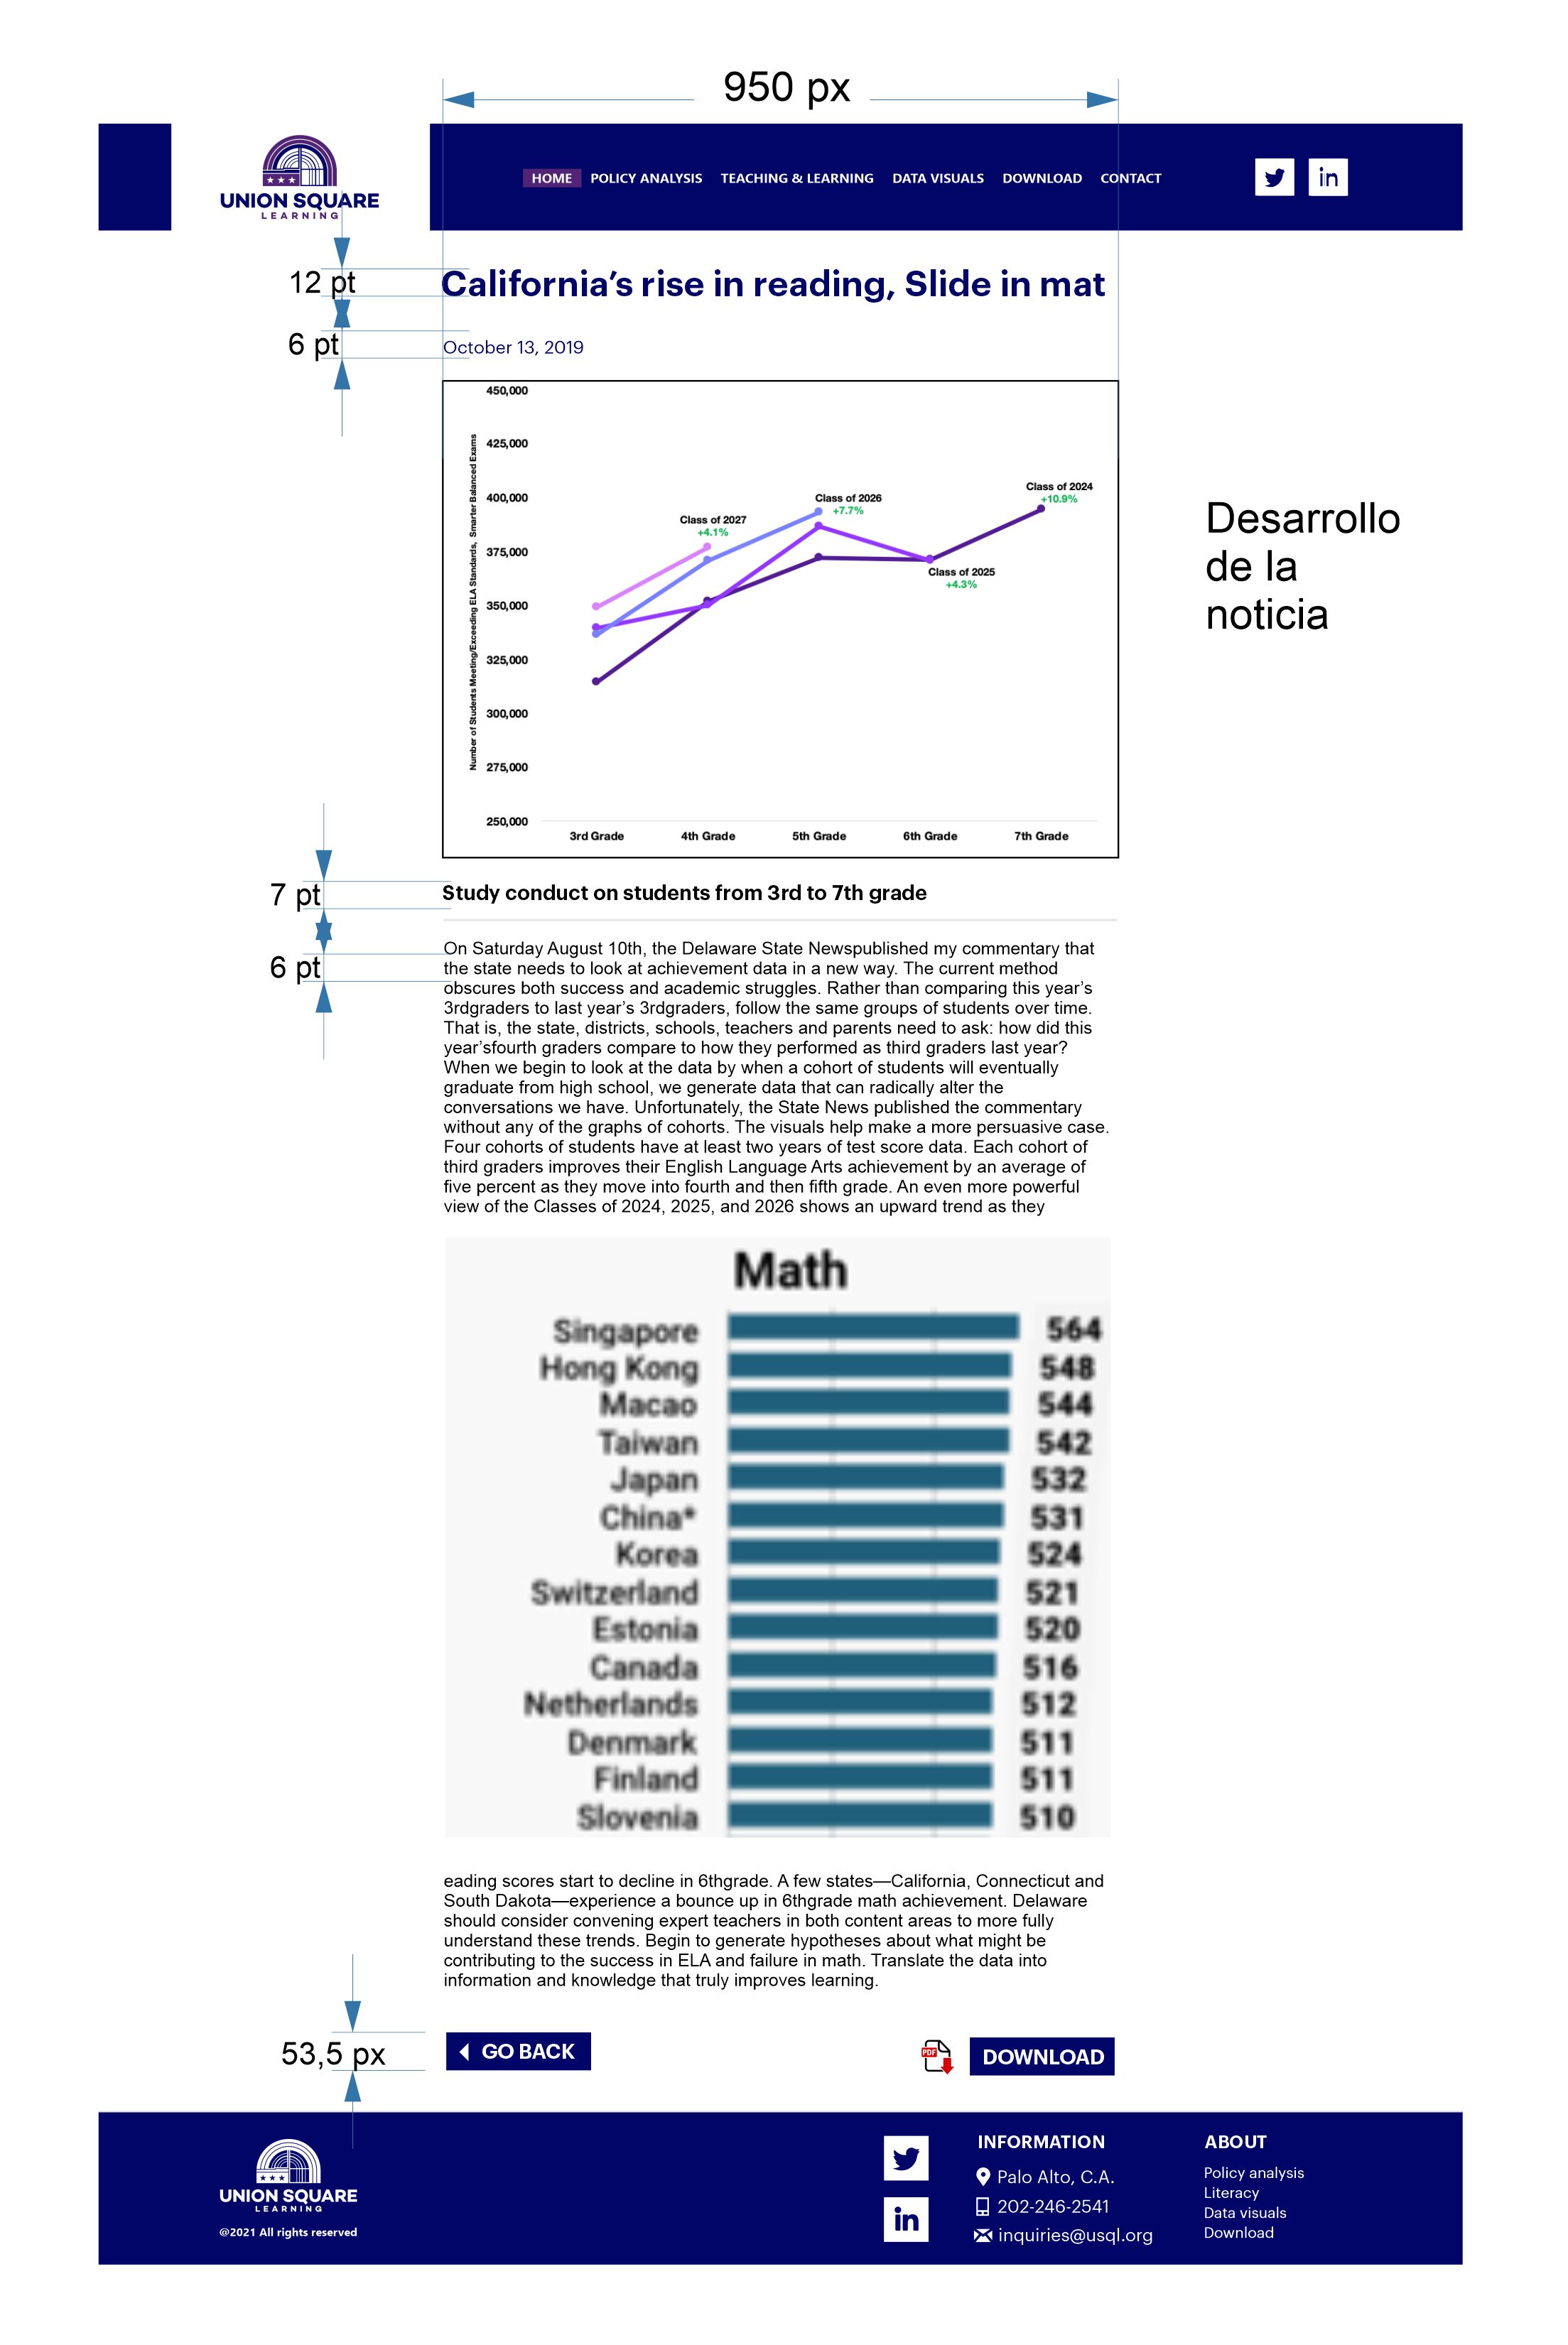 950 px
UNION SQUARE
LEARNING
HOME POLICY ANALYSIS TEACHING & LEARNING DATA VISUALS DOWNLOAD CONTACT
in
12 pt
California’s rise in reading, Slide in mat
6 pt
October 13, 2019
Number of Students Meeting/Exceeding ELA Standards, Smarter Balanced Exams
450,000
425,000
400,000
375,000
350,000
325,000
300,000
275,000
250,000
Class of 2027
+4.1%
Class of 2026
+7.7%
Class of 2024
+10.9%
Class of 2025
+4.3%
3rd Grade 4th Grade 5th Grade 6th Grade 7th Grade
Desarrollo
de la
noticia
7 pt
Study conduct on students from 3rd to 7th grade
6 pt
On Saturday August 10th, the Delaware State Newspublished my commentary that
the state needs to look at achievement data in a new way. The current method
obscures both success and academic struggles. Rather than comparing this year’s
3rdgraders to last year’s 3rdgraders, follow the same groups of students over time.
That is, the state, districts, schools, teachers and parents need to ask: how did this
year’sfourth graders compare to how they performed as third graders last year?
When we begin to look at the data by when a cohort of students will eventually
graduate from high school, we generate data that can radically alter the
conversations we have. Unfortunately, the State News published the commentary
without any of the graphs of cohorts. The visuals help make a more persuasive case.
Four cohorts of students have at least two years of test score data. Each cohort of
third graders improves their English Language Arts achievement by an average of
five percent as they move into fourth and then fifth grade. An even more powerful
view of the Classes of 2024, 2025, and 2026 shows an upward trend as they
Math
Singapore 564
Hong Kong 548
Macao 544
Taiwan 542
Japan 532
China* 531
Korea 524
Switzerland 521
Estonia 520
Canada 516
Netherlands 512
Denmark 511
Finland 511
Slovenia 510
eading scores start to decline in 6thgrade. A few states—California, Connecticut and
South Dakota—experience a bounce up in 6thgrade math achievement. Delaware
should consider convening expert teachers in both content areas to more fully
understand these trends. Begin to generate hypotheses about what might be
contributing to the success in ELA and failure in math. Translate the data into
information and knowledge that truly improves learning.
53,5 px
GO BACK
PDF
DOWNLOAD
UNION SQUARE
LEARNING
@2021 All rights reserved
in
INFORMATION
Palo Alto, C.A.
202-246-2541
inquiries@usql.org
ABOUT
Policy analysis
Literacy
Data visuals
Download